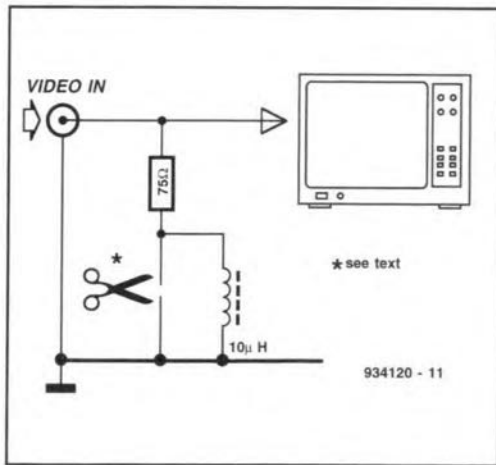 VIDEO IN
75Ω
*
* see text
10μ H
934120 - 11